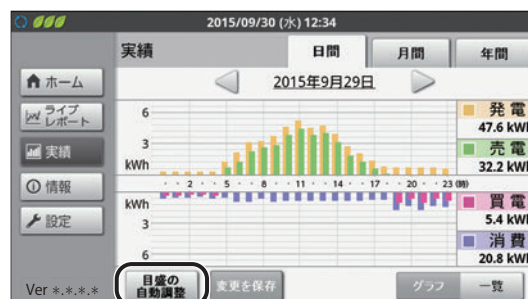 2015/09/30 (水) 12:34
実績
日間
月間
年間
ホーム
ライブ
レポート
実績
情報
設定
2015年9月29日
6
3
kWh
2 5 8 11 14 17 20 23 (時)
kWh
3
6
発電
47.6 kWh
売電
32.2 kWh
買電
5.4 kWh
消費
20.8 kWh
Ver *.*.*.*
目盛の
自動調整
変更を保存
グラフ
一覧